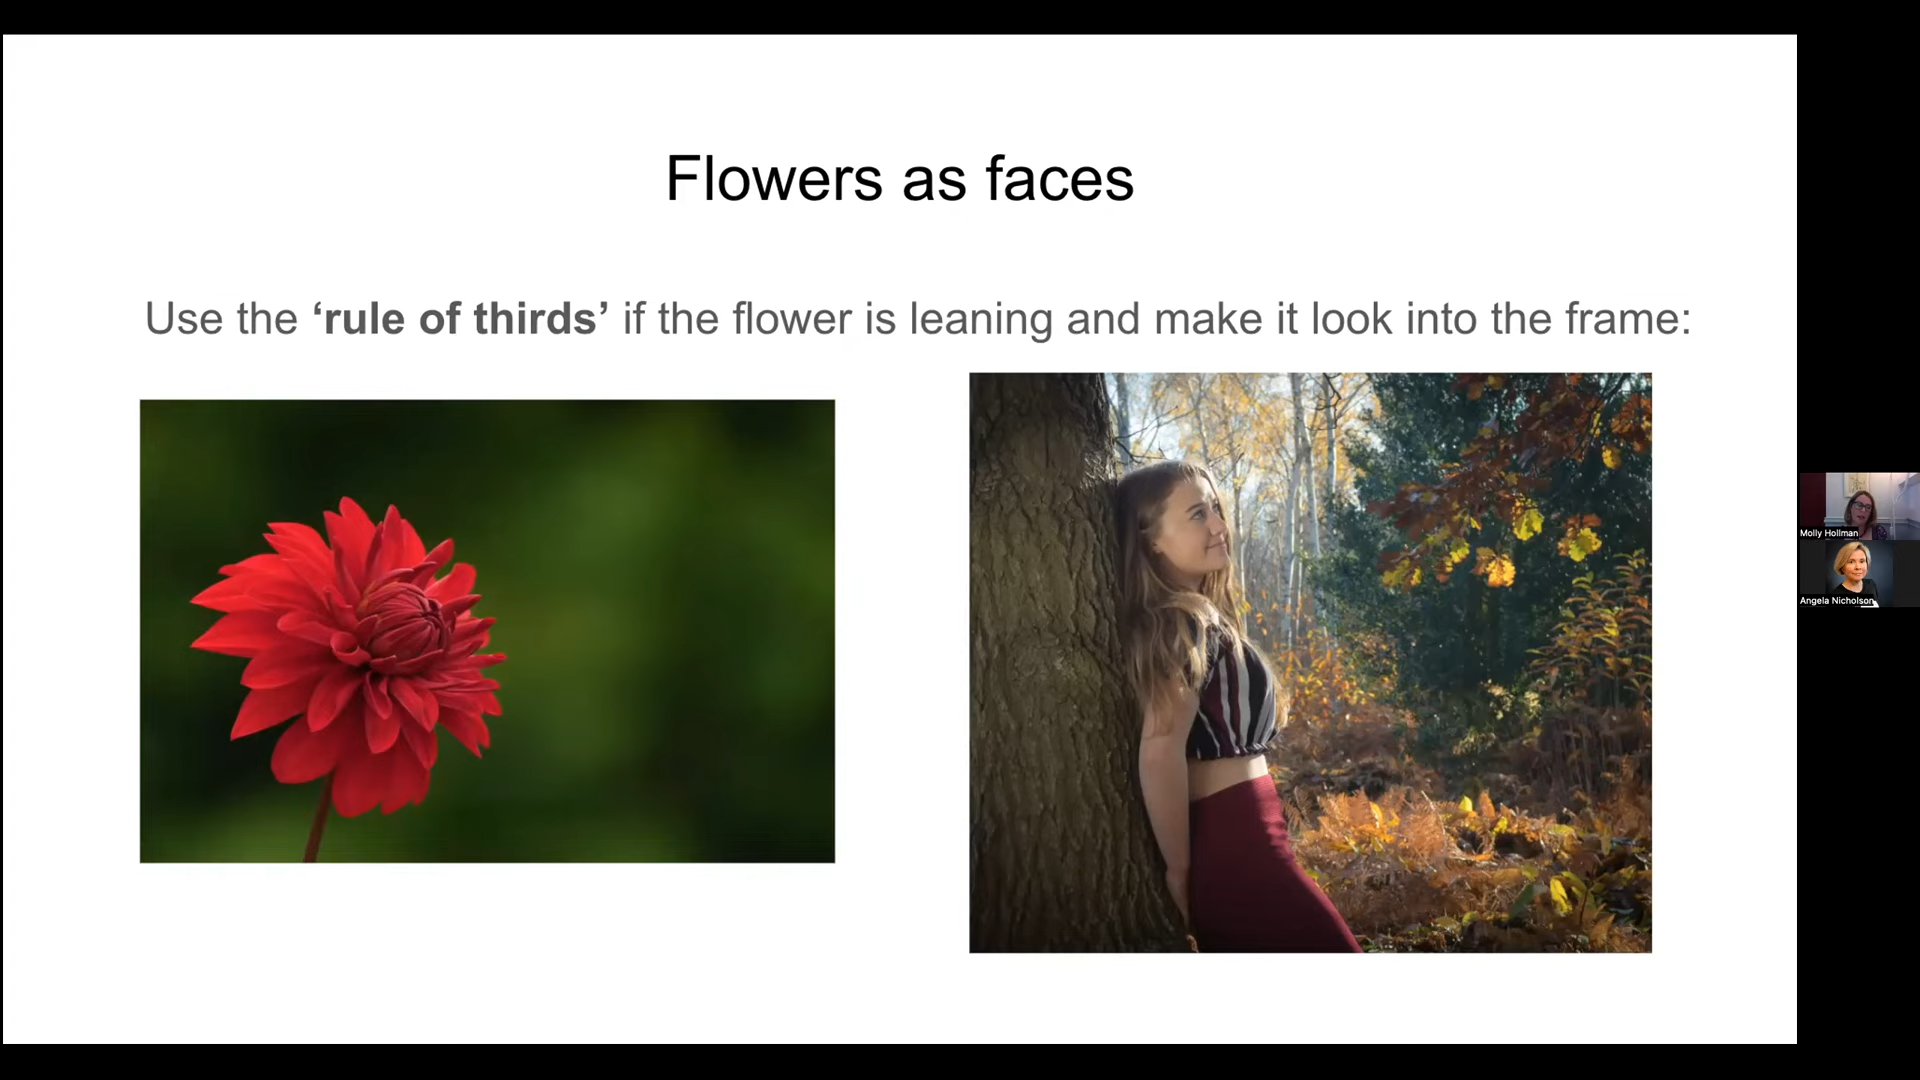 Flowers as faces
Use the ‘rule of thirds’ if the flower is leaning and make it look into the frame:
Molly Hollman
Angela Nicholson